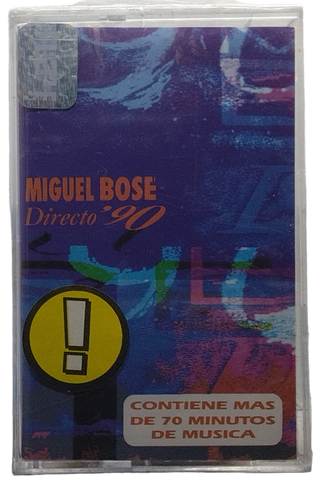 MIGUEL BOSE
Directo '90
!
CONTIENE MAS
DE 70 MINUTOS
DE MUSICA